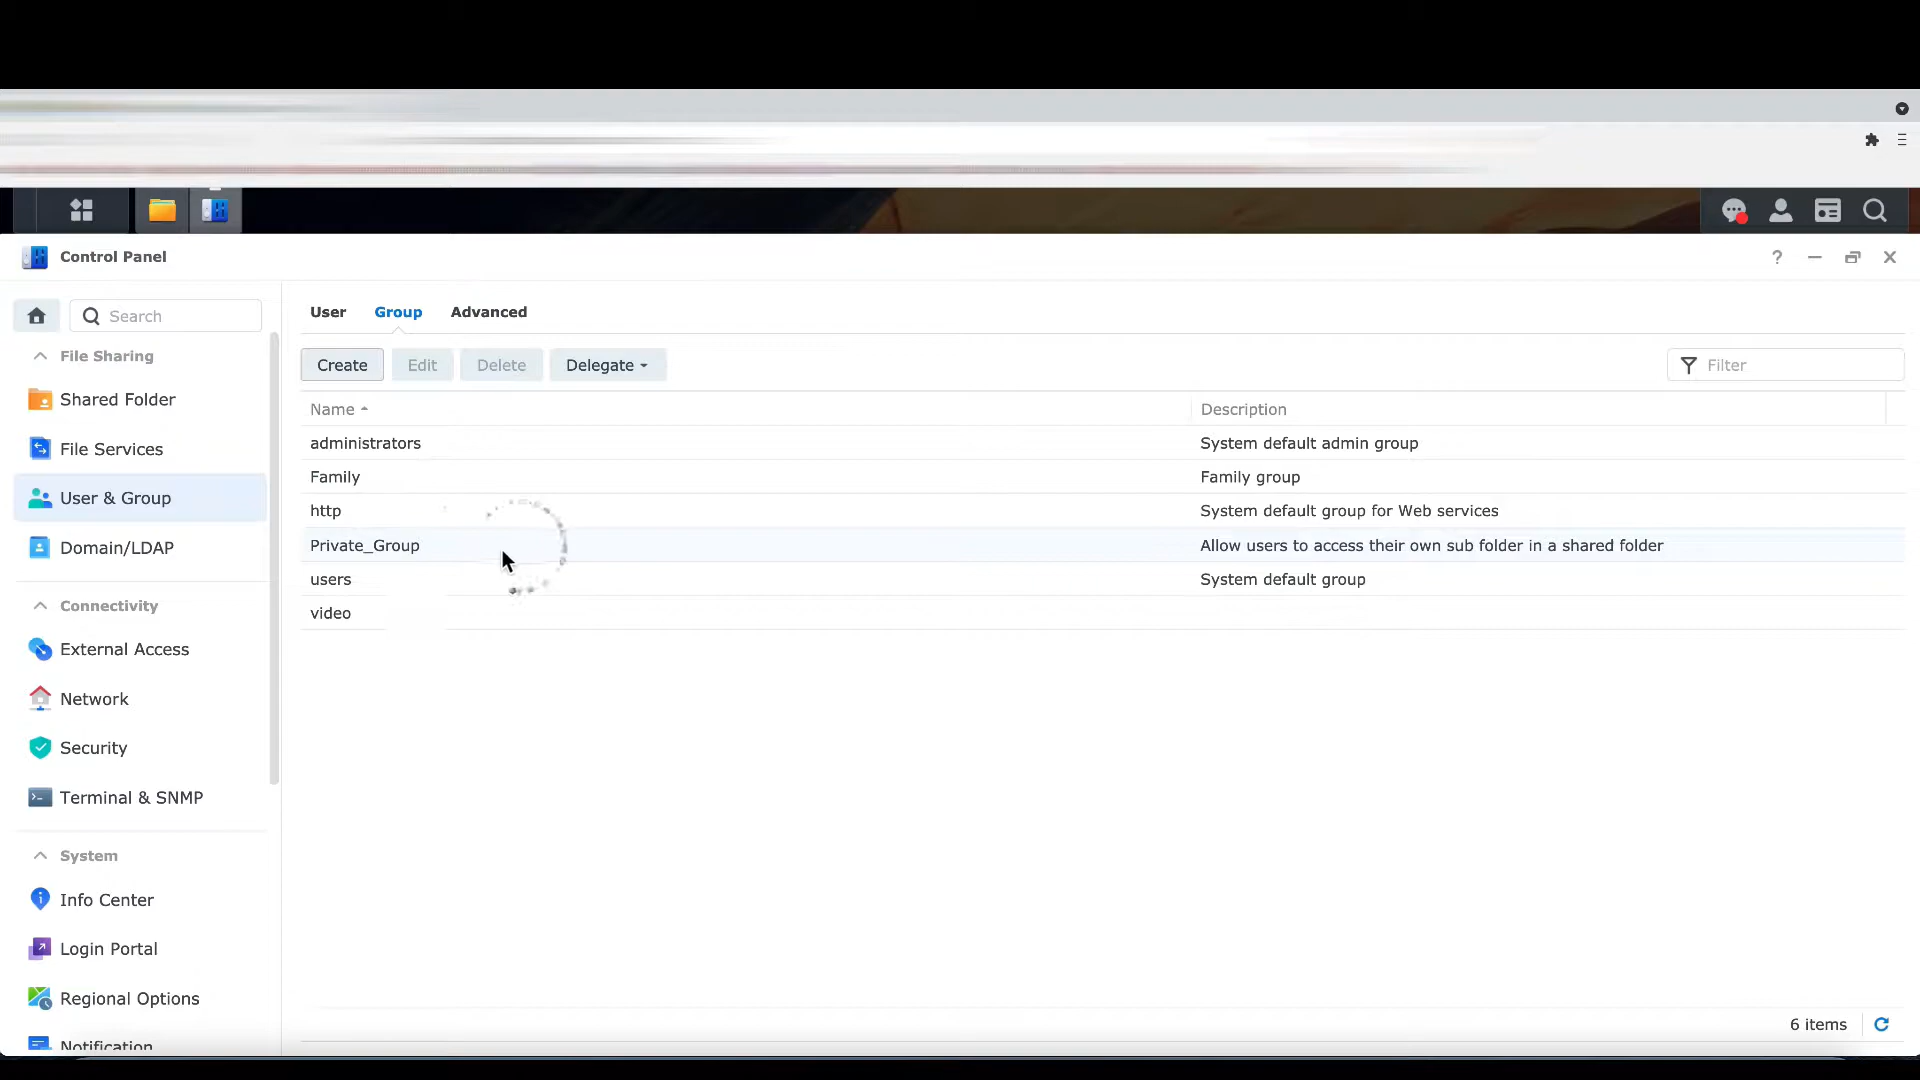 Control Panel
?
Search
File Sharing
Shared Folder
File Services
User & Group
Domain/LDAP
Connectivity
External Access
Network
Security
Terminal & SNMP
System
Info Center
Login Portal
Regional Options
Notification
User Group Advanced
Create Edit Delete Delegate Filter
Name Description
administrators System default admin group
Family Family group
http System default group for Web services
Private_Group Allow users to access their own sub folder in a shared folder
users System default group
video
6 items